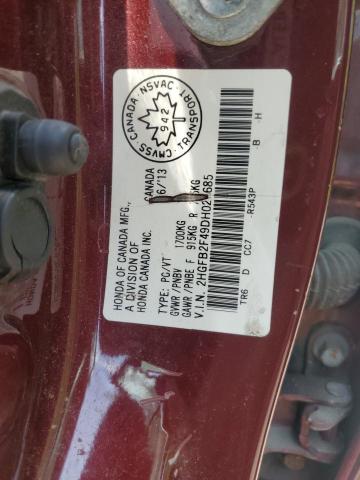 CANADA · NSVAC · TRANSPORT · CMVSS
942
HONDA OF CANADA MFG., CANADA
A DIVISION OF
HONDA CANADA INC. 6/'13
TYPE: PC/VT
GVWR /PNBV 1700KG
GAWR /PNBE F 915KG R 5KG
V.I.N. 2HGFB2F49DH02 685
TR6 D CC7 -R543P -B H